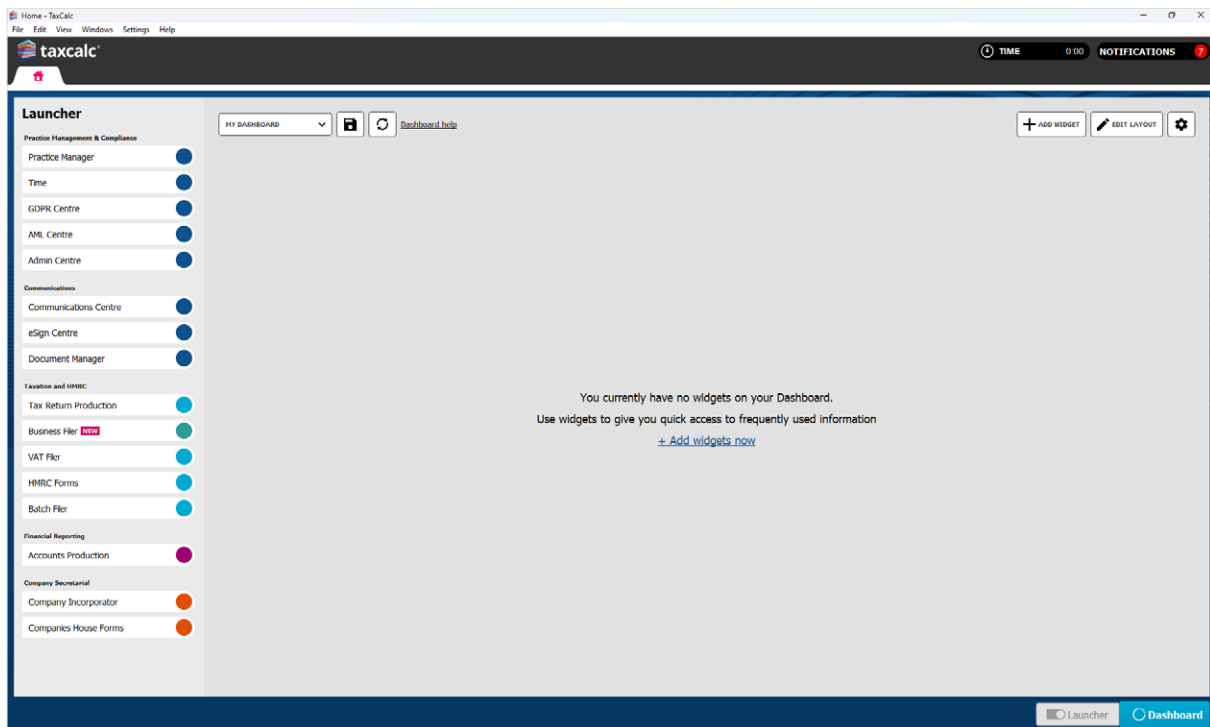 Home - TaxCalc
File Edit View Windows Settings Help
taxcalc
TIME 0:00 NOTIFICATIONS 7
Launcher
MY DASHBOARD Dashboard help ADD WIDGET EDIT LAYOUT
Practice Management & Compliance
Practice Manager
Time
GDPR Centre
AML Centre
Admin Centre
Communications
Communications Centre
eSign Centre
Document Manager
Taxation and HMRC
Tax Return Production
Business Filer NEW
VAT Filer
HMRC Forms
Batch Filer
Financial Reporting
Accounts Production
Company Secretarial
Company Incorporator
Companies House Forms
You currently have no widgets on your Dashboard.
Use widgets to give you quick access to frequently used information
+ Add widgets now
Launcher Dashboard